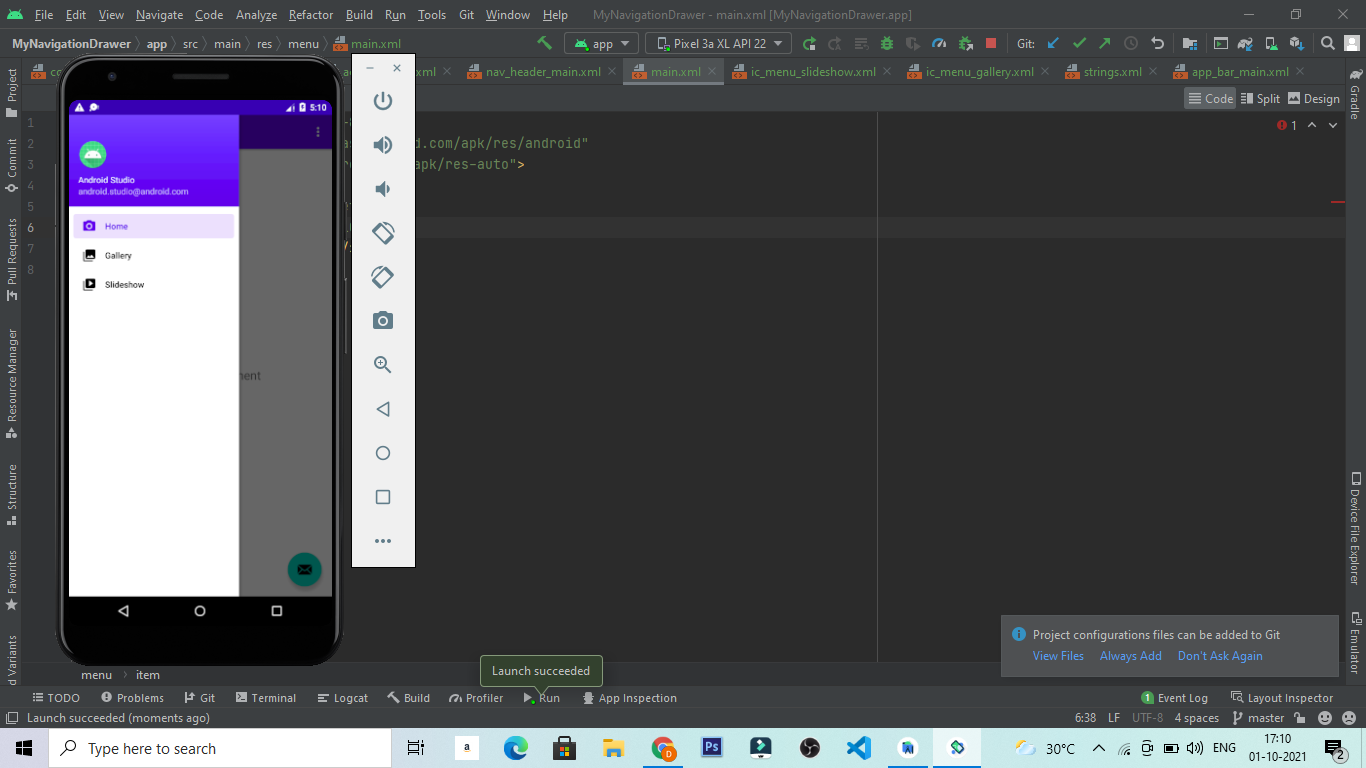 File Edit View Navigate Code Analyze Refactor Build Run Tools Git Window Help MyNavigationDrawer - main.xml [MyNavigationDrawer.app]
MyNavigationDrawer app src main res menu main.xml app Pixel 3a XL API 22 Git:
co xml nav_header_main.xml main.xml ic_menu_slideshow.xml ic_menu_gallery.xml strings.xml app_bar_main.xml
Code Split Design
Project
Commit
Pull Requests
Resource Manager
Structure
Favorites
d Variants
1
2 d.com/apk/res/android"
3 apk/res-auto">
4
5
6
7
8
1
5:10
Android Studio
android.studio@android.com
Home
Gallery
Slideshow
ment
Gradle
Device File Explorer
Emulator
Project configurations files can be added to Git
View Files Always Add Don't Ask Again
menu item
Launch succeeded
TODO Problems Git Terminal Logcat Build Profiler Run App Inspection 1 Event Log Layout Inspector
Launch succeeded (moments ago) 6:38 LF UTF-8 4 spaces master
Type here to search
a
Ps
30°C ENG
17:10
01-10-2021
2